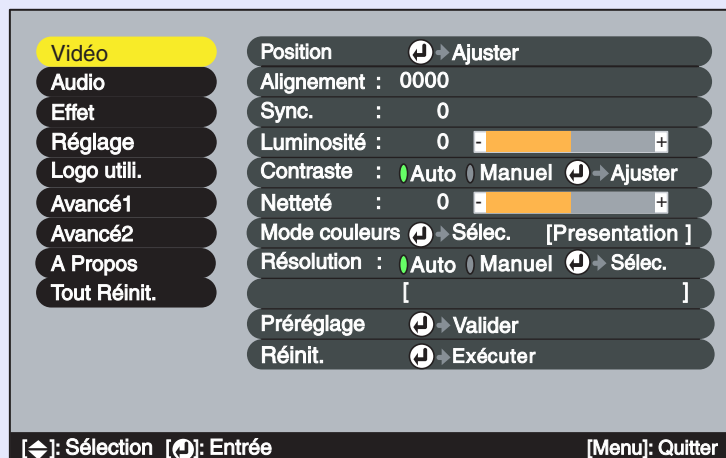 Vidéo
Audio
Effet
Réglage
Logo utili.
Avancé1
Avancé2
A Propos
Tout Réinit.
Position Ajuster
Alignement : 0000
Sync. : 0
Luminosité : 0 - +
Contraste : Auto Manuel Ajuster
Netteté : 0 - +
Mode couleurs Sélec. [Presentation ]
Résolution : Auto Manuel Sélec.
[ ]
Préréglage Valider
Réinit. Exécuter
[ ]: Sélection [ ]: Entrée [Menu]: Quitter